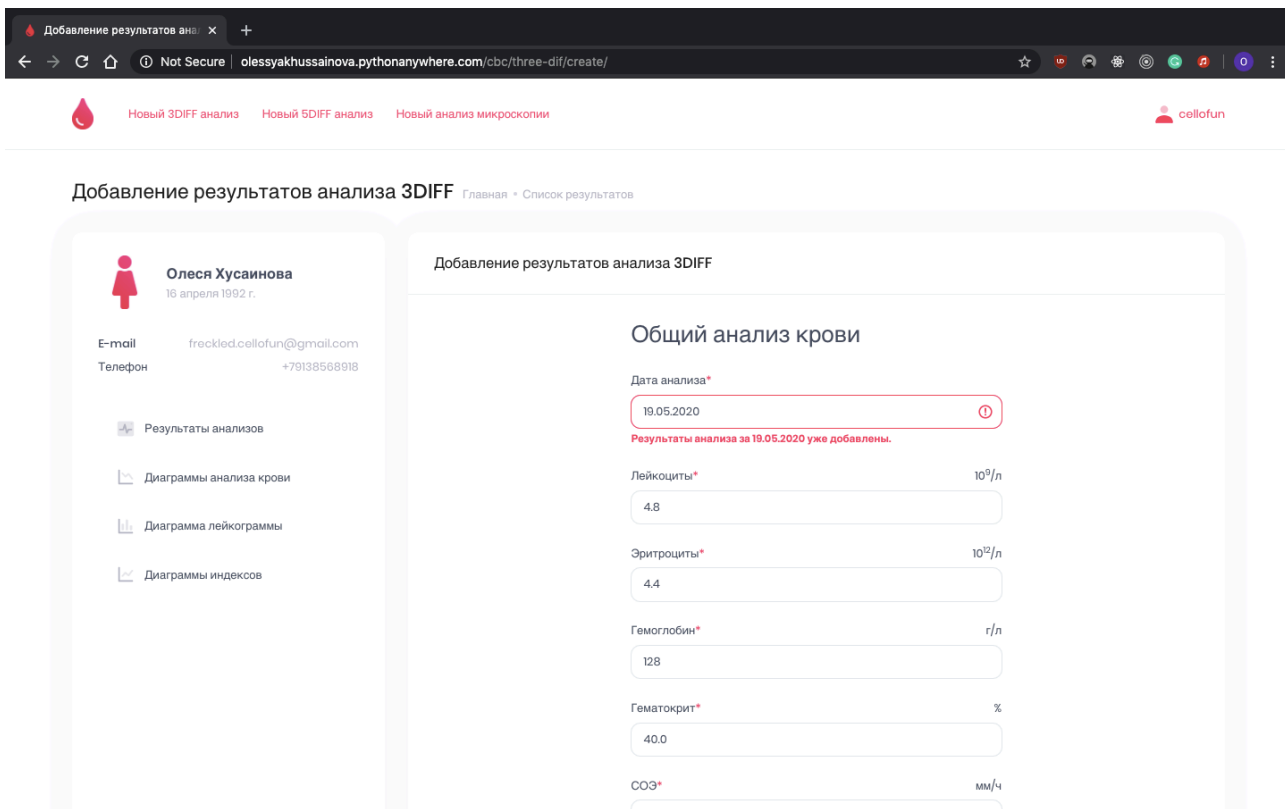 Добавление результатов ана
Not Secure olessyakhussainova.pythonanywhere.com/cbc/three-dif/create/
UD
G
O
Новый 3DIFF анализ Новый 5DIFF анализ Новый анализ микроскопии cellofun
Добавление результатов анализа 3DIFF Главная • Список результатов
Олеся Хусаинова
16 апреля 1992 г.
E-mail freckled.cellofun@gmail.com
Телефон +79138568918
Результаты анализов
Диаграммы анализа крови
Диаграмма лейкограммы
Диаграммы индексов
Добавление результатов анализа 3DIFF
Общий анализ крови
Дата анализа*
19.05.2020
Результаты анализа за 19.05.2020 уже добавлены.
Лейкоциты* 10⁹/л
4.8
Эритроциты* 10¹²/л
4.4
Гемоглобин* г/л
128
Гематокрит* %
40.0
СОЭ* мм/ч